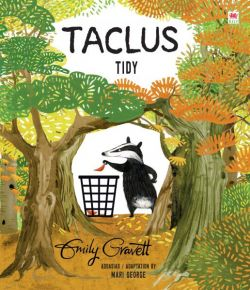 TACLUS
TIDY
Emily Gravett
ADDASIAD / ADAPTATION BY
MARI GEORGE